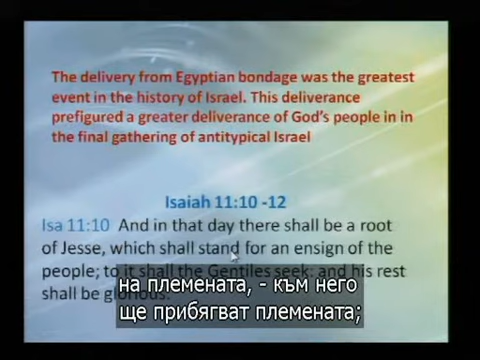 The delivery from Egyptian bondage was the greatest
event in the history of Israel. This deliverance
prefigured a greater deliverance of God's people in in
the final gathering of antitypical Israel
Isaiah 11:10 -12
Isa 11:10 And in that day there shall be a root
of Jesse, which shall stand for an ensign of the
people; to it shall the Gentiles seek: and his rest
shall be glorious.
на племената, - към него
ще прибягват племената;